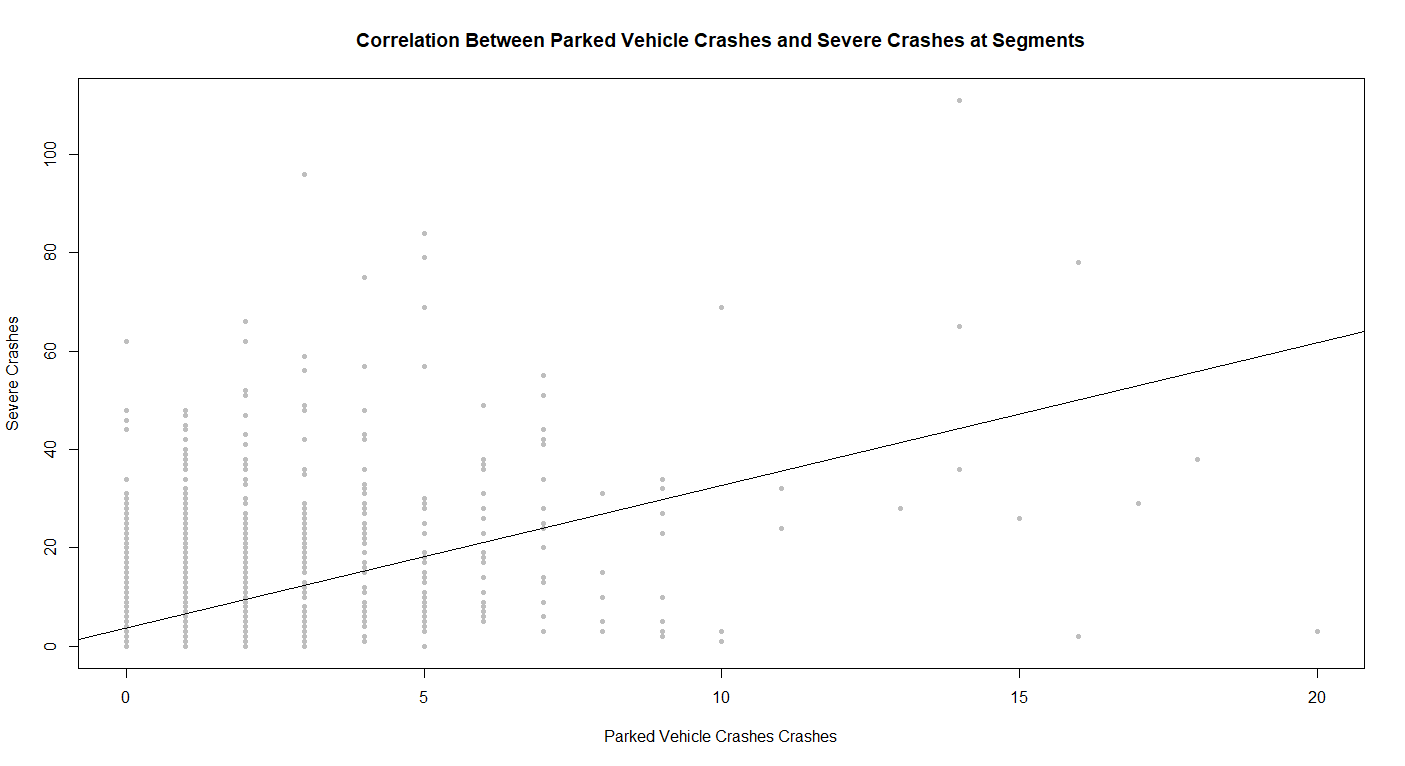 Correlation Between Parked Vehicle Crashes and Severe Crashes at Segments
Severe Crashes
100
80
60
40
20
0
0 5 10 15 20
Parked Vehicle Crashes Crashes